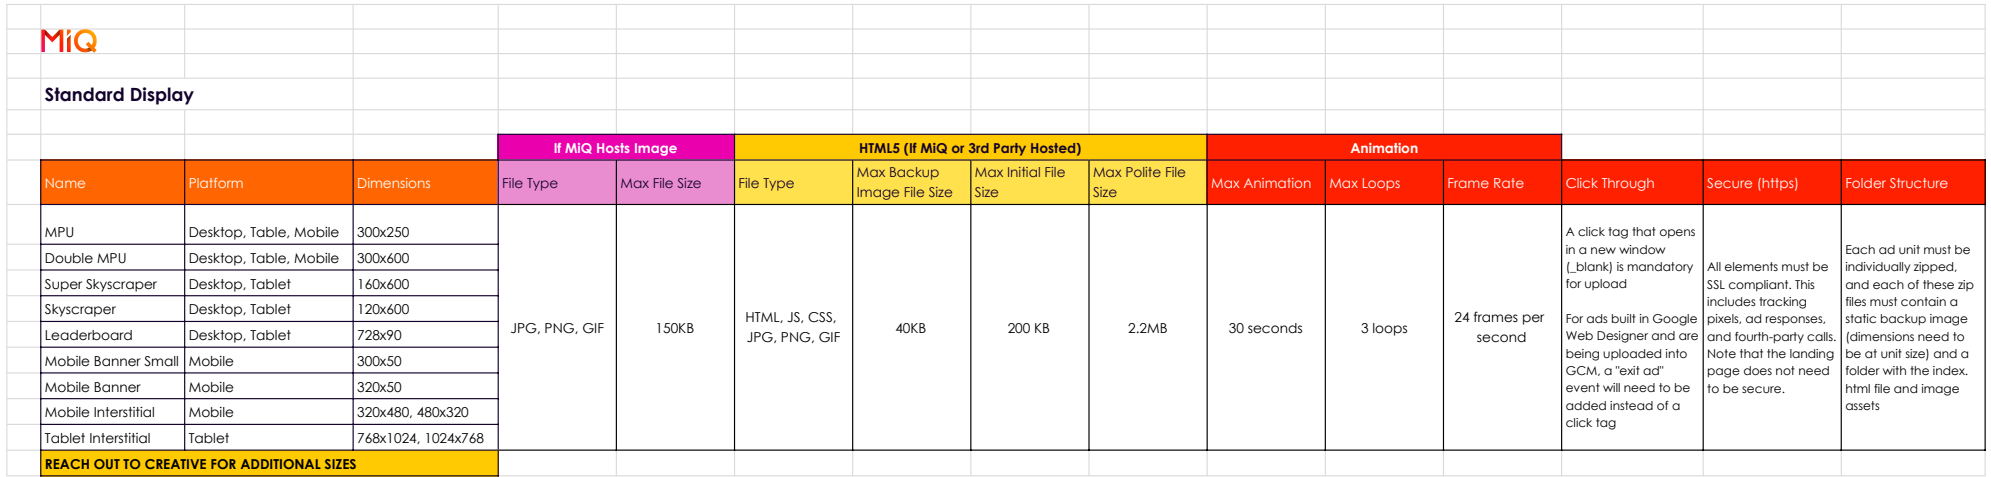 MiQ
Standard Display
If MiQ Hosts Image HTML5 (If MiQ or 3rd Party Hosted) Animation
Name Platform Dimensions File Type Max File Size File Type Max Backup Image File Size Max Initial File Size Max Polite File Size Max Animation Max Loops Frame Rate Click Through Secure (https) Folder Structure
MPU Desktop, Table, Mobile 300x250
Double MPU Desktop, Table, Mobile 300x600
Super Skyscraper Desktop, Tablet 160x600
Skyscraper Desktop, Tablet 120x600
Leaderboard Desktop, Tablet 728x90
Mobile Banner Small Mobile 300x50
Mobile Banner Mobile 320x50
Mobile Interstitial Mobile 320x480, 480x320
Tablet Interstitial Tablet 768x1024, 1024x768
REACH OUT TO CREATIVE FOR ADDITIONAL SIZES
JPG, PNG, GIF
150KB
HTML, JS, CSS,
JPG, PNG, GIF
40KB
200 KB
2.2MB
30 seconds
3 loops
24 frames per
second
A click tag that opens
in a new window
(_blank) is mandatory
for upload
For ads built in Google
Web Designer and are
being uploaded into
GCM, a "exit ad"
event will need to be
added instead of a
click tag
All elements must be
SSL compliant. This
includes tracking
pixels, ad responses,
and fourth-party calls.
Note that the landing
page does not need
to be secure.
Each ad unit must be
individually zipped,
and each of these zip
files must contain a
static backup image
(dimensions need to
be at unit size) and a
folder with the index.
html file and image
assets